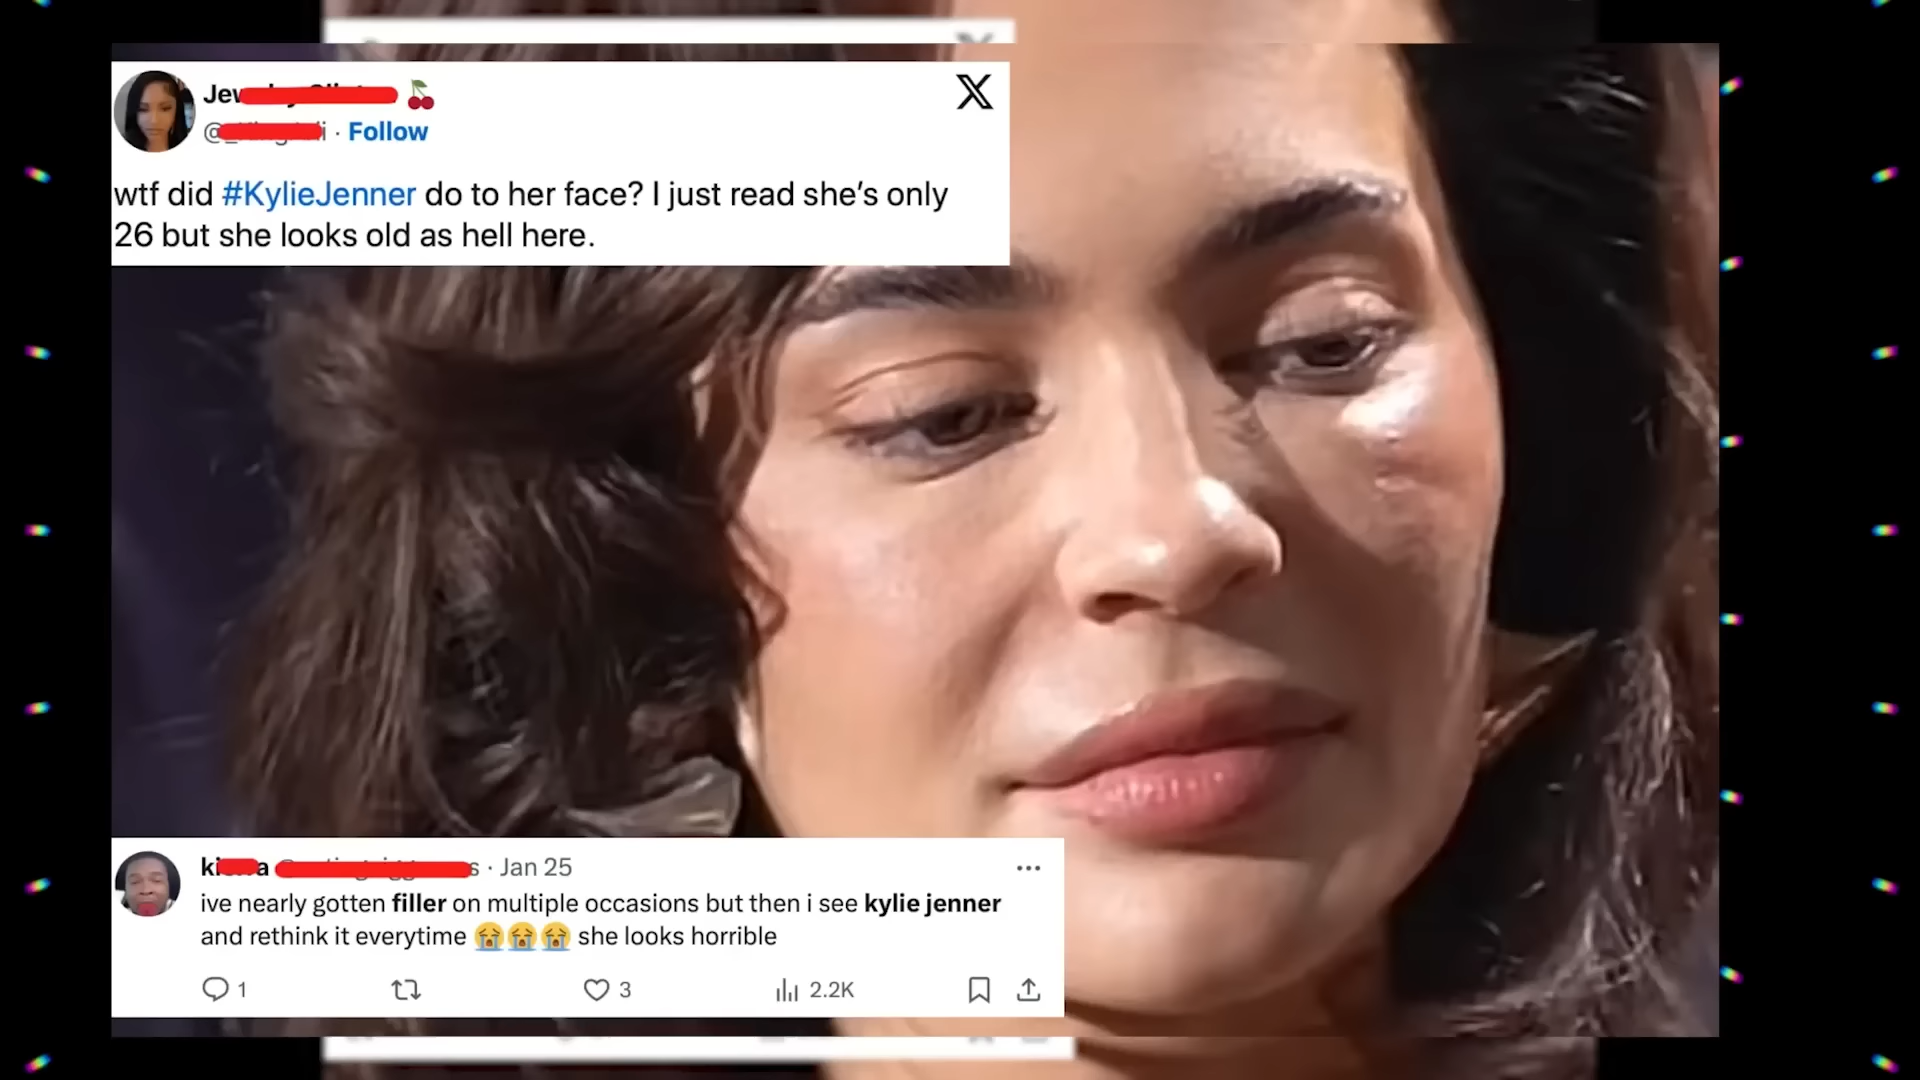 wtf did #KylieJenner do to her face? I just read she’s only
26 but she looks old as hell here.
Follow
Jan 25
ive nearly gotten filler on multiple occasions but then i see kylie jenner
and rethink it everytime 😭😭😭 she looks horrible
1 3 2.2K